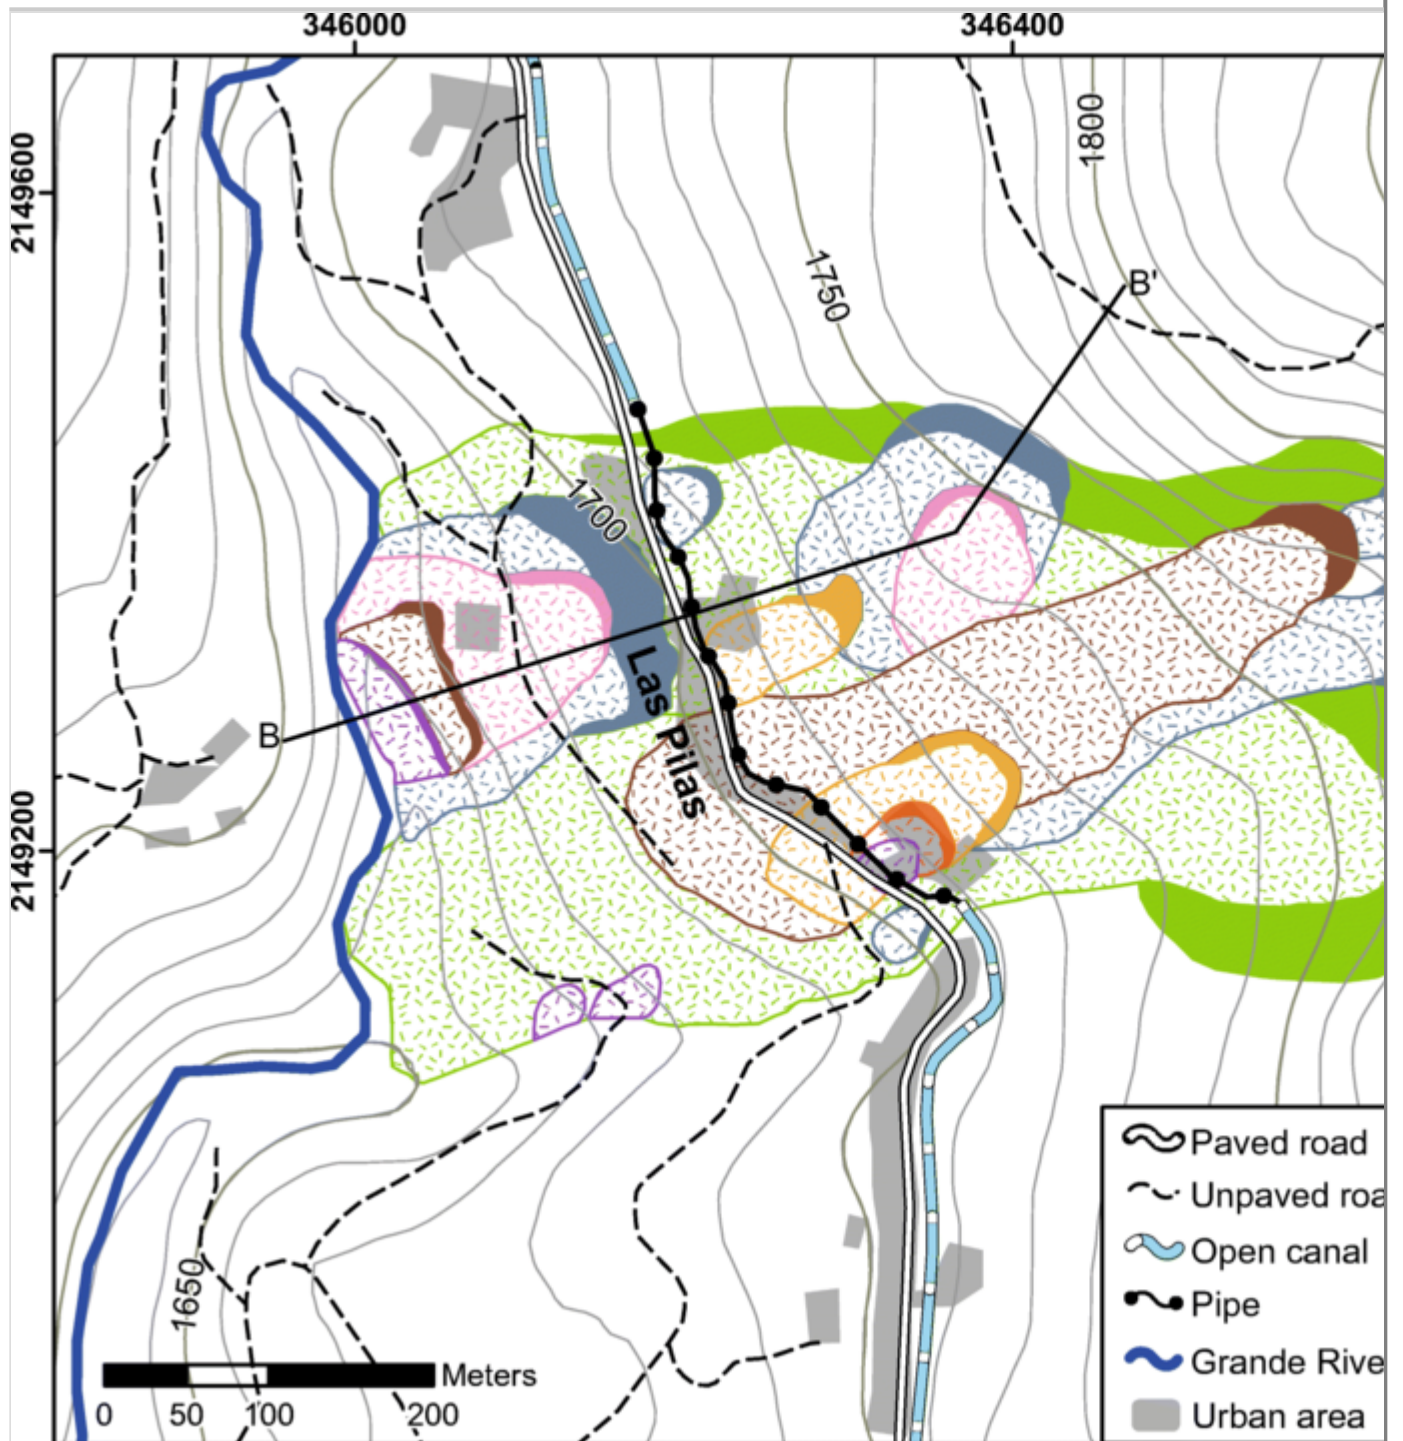 346000
346400
2149600
1800
B'
1750
1700
Las Pilas
B
2149200
1650
Paved road
Unpaved roa
Open canal
Pipe
Grande Rive
Urban area
Meters
0 50 100 200